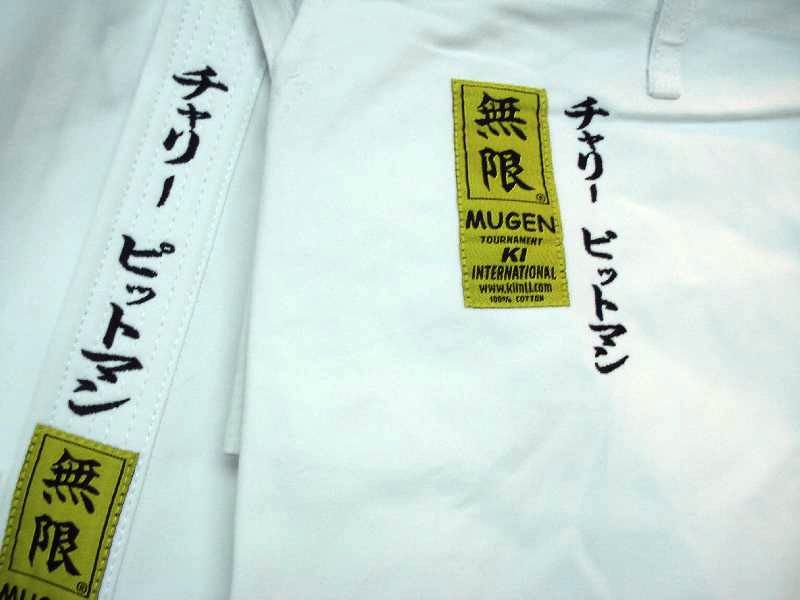 チャリー ピットマン
無限
®
MUGEN
無限
®
MUGEN
TOURNAMENT
KI
INTERNATIONAL
www.kiintl.com
100% COTTON
チャリー ピットマン